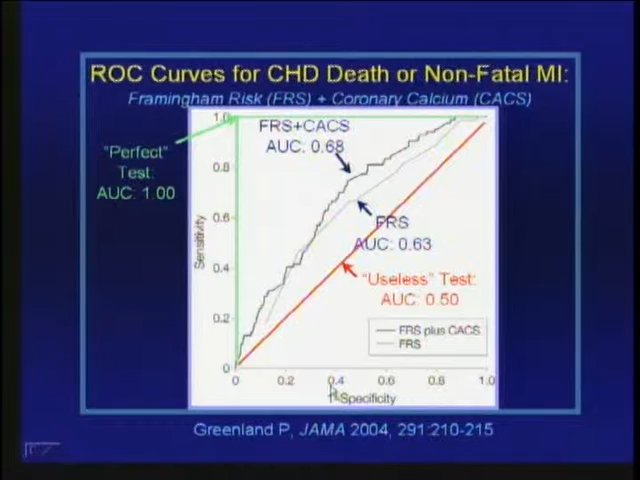 ROC Curves for CHD Death or Non-Fatal MI:
Framingham Risk (FRS) + Coronary Calcium (CACS)
"Perfect"
Test:
AUC: 1.00
FRS+CACS
AUC: 0.68
FRS
AUC: 0.63
"Useless" Test:
AUC: 0.50
Sensitivity
1.0
0.8
0.6
0.4
0.2
0
0
0.2
0.4
0.6
0.8
1.0
1-Specificity
FRS plus CACS
FRS
Greenland P, JAMA 2004, 291:210-215